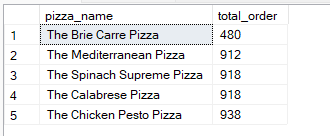 pizza_name total_order
1 The Brie Carre Pizza 480
2 The Mediterranean Pizza 912
3 The Spinach Supreme Pizza 918
4 The Calabrese Pizza 918
5 The Chicken Pesto Pizza 938